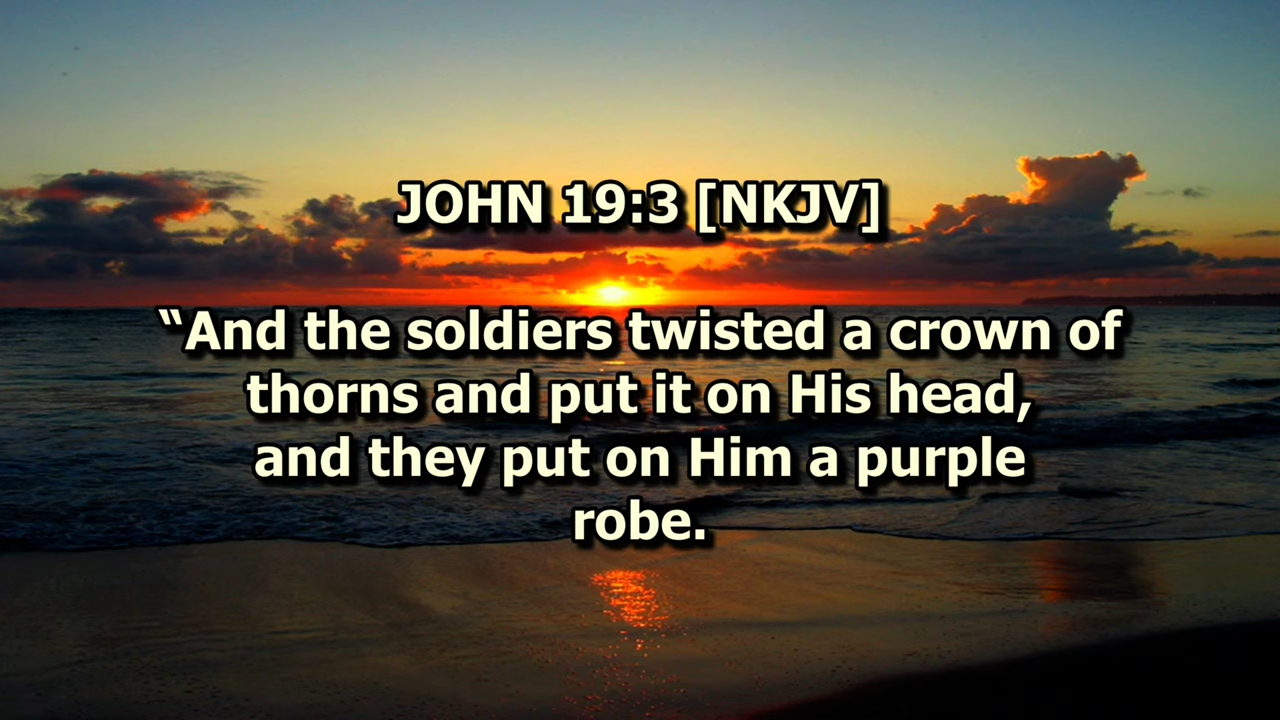 JOHN 19:3 [NKJV]
“And the soldiers twisted a crown of
thorns and put it on His head,
and they put on Him a purple
robe.